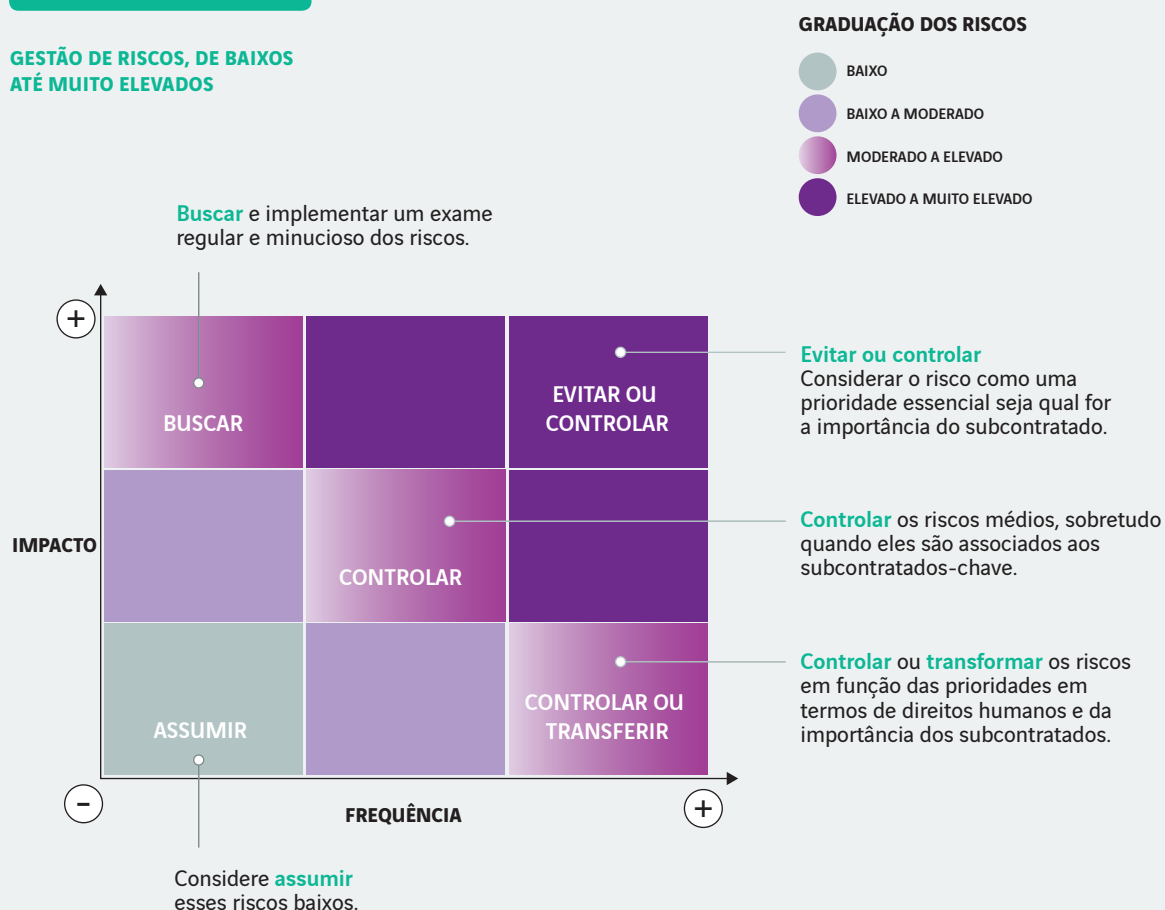 GESTÃO DE RISCOS, DE BAIXOS
ATÉ MUITO ELEVADOS
GRADUAÇÃO DOS RISCOS
BAIXO
BAIXO A MODERADO
MODERADO A ELEVADO
ELEVADO A MUITO ELEVADO
Buscar e implementar um exame
regular e minucioso dos riscos.
+
BUSCAR
EVITAR OU
CONTROLAR
Evitar ou controlar
Considerar o risco como uma
prioridade essencial seja qual for
a importância do subcontratado.
IMPACTO
CONTROLAR
Controlar os riscos médios, sobretudo
quando eles são associados aos
subcontratados-chave.
ASSUMIR
CONTROLAR OU
TRANSFERIR
Controlar ou transformar os riscos
em função das prioridades em
termos de direitos humanos e da
importância dos subcontratados.
-
FREQUÊNCIA
+
Considere assumir
esses riscos baixos.